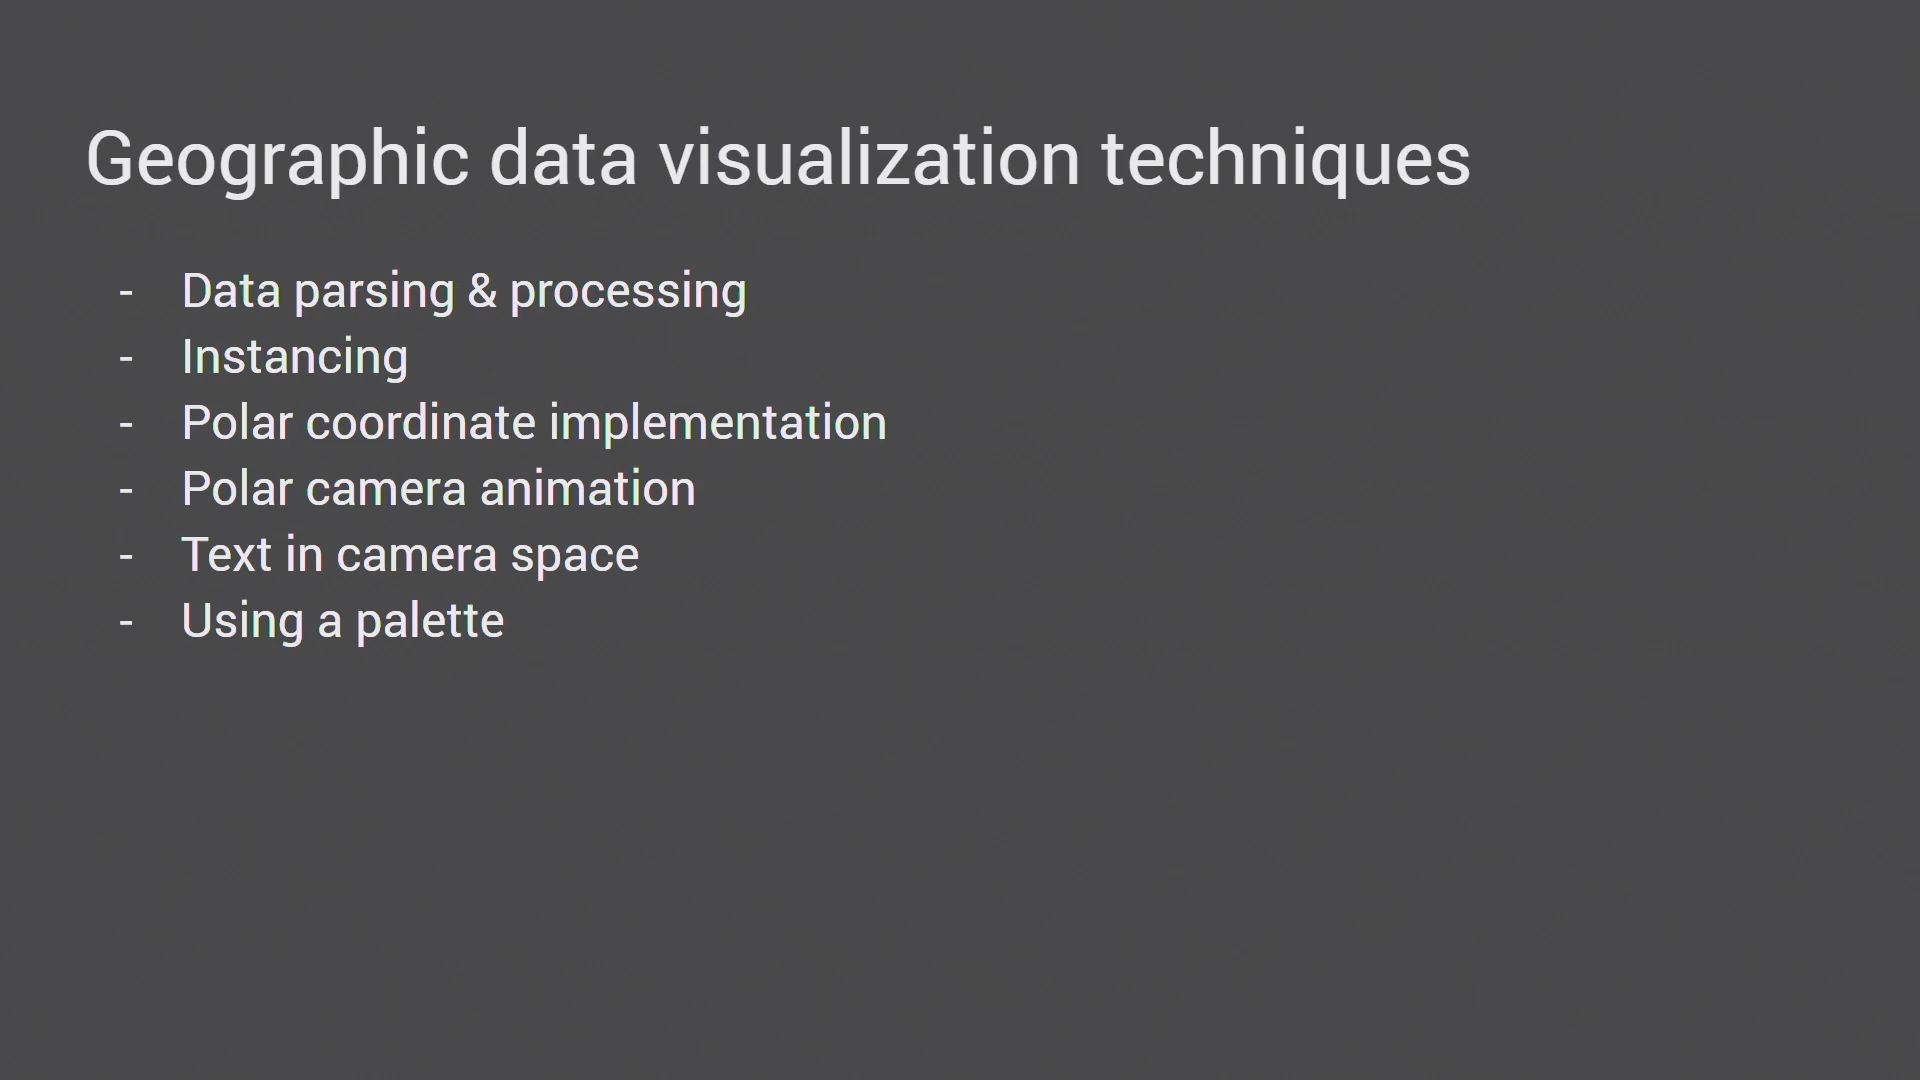 Geographic data visualization techniques
- Data parsing & processing
- Instancing
- Polar coordinate implementation
- Polar camera animation
- Text in camera space
- Using a palette